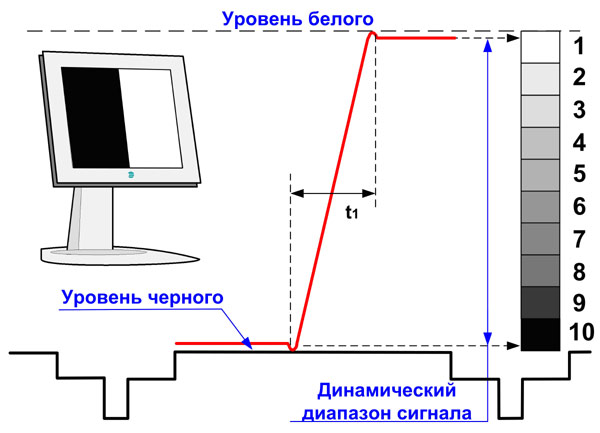 Уровень белого
1
2
3
4
5
6
7
8
9
10
t1
Уровень черного
Динамический
диапазон сигнала